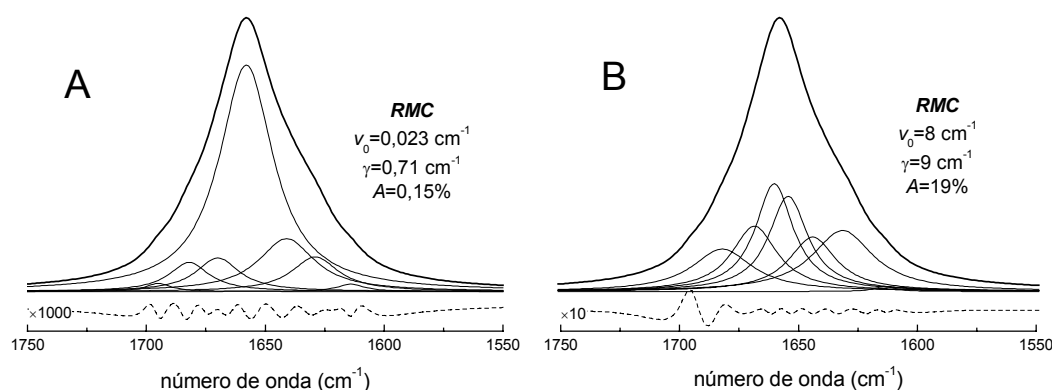 A
RMC
ν₀=0,023 cm⁻¹
γ=0,71 cm⁻¹
A=0,15%
×1000
1750 1700 1650 1600 1550
número de onda (cm⁻¹)
B
RMC
ν₀=8 cm⁻¹
γ=9 cm⁻¹
A=19%
×10
1750 1700 1650 1600 1550
número de onda (cm⁻¹)